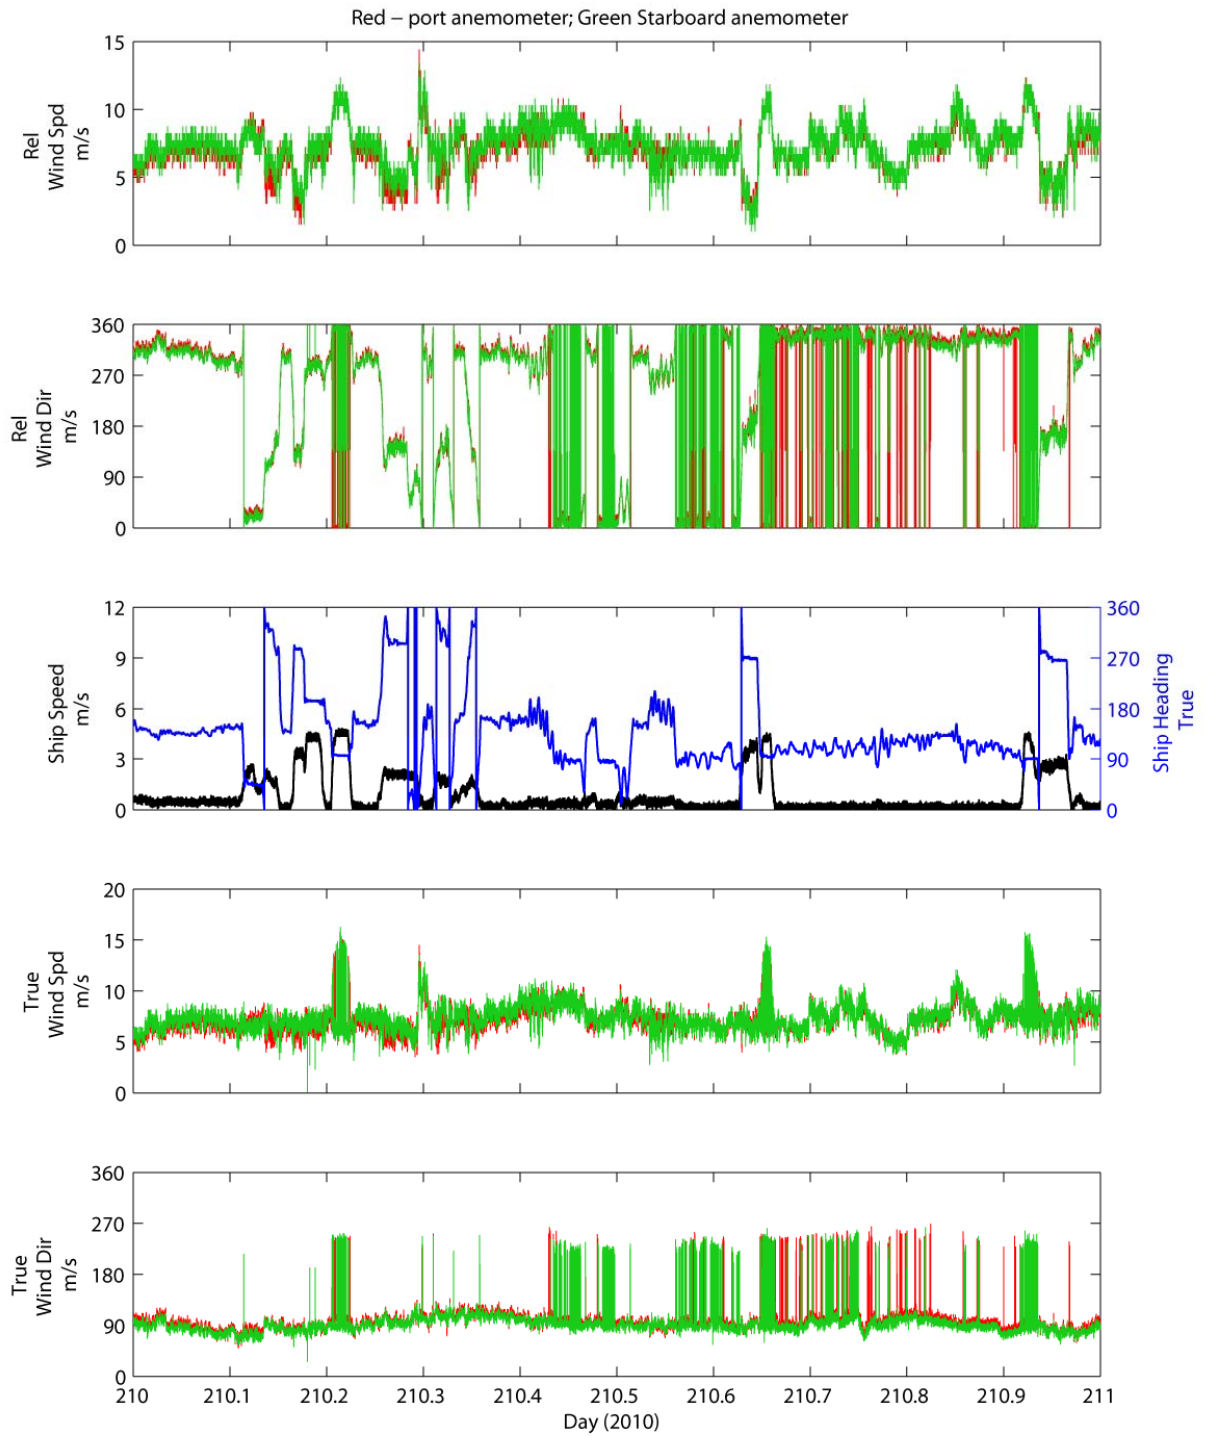 Red – port anemometer; Green Starboard anemometer
15
10
5
0
Rel
Wind Spd
m/s
360
270
180
90
0
Rel
Wind Dir
m/s
12
9
6
3
0
Ship Speed
m/s
360
270
180
90
0
Ship Heading
True
20
15
10
5
0
True
Wind Spd
m/s
360
270
180
90
0
True
Wind Dir
m/s
210 210.1 210.2 210.3 210.4 210.5 210.6 210.7 210.8 210.9 211
Day (2010)